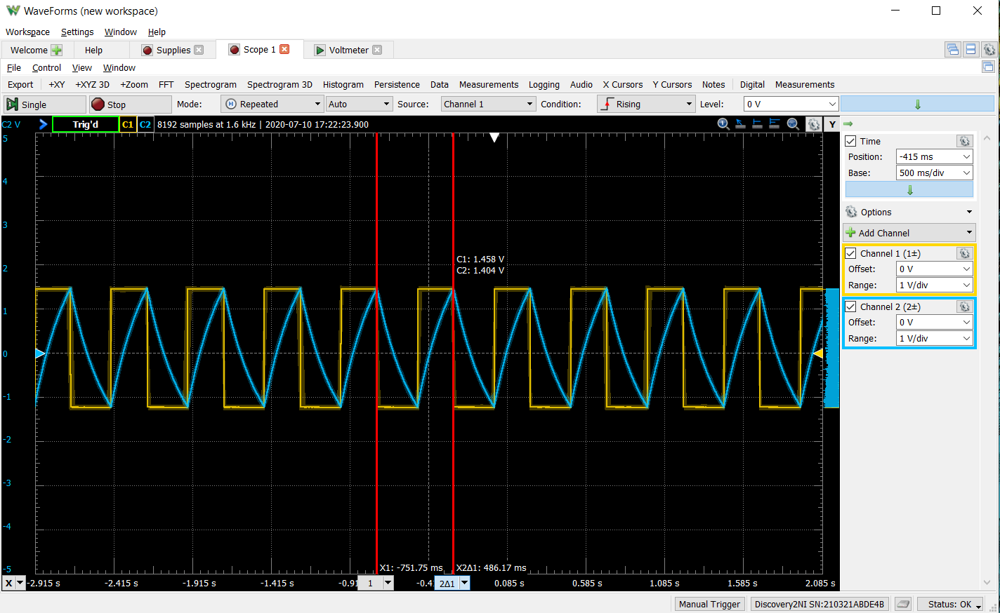 WaveForms (new workspace)
Workspace Settings Window Help
Welcome Help Supplies Scope 1 Voltmeter
File Control View Window
Export +XY +XYZ 3D +Zoom FFT Spectrogram Spectrogram 3D Histogram Persistence Data Measurements Logging Audio X Cursors Y Cursors Notes Digital Measurements
Single Stop Mode: Repeated Auto Source: Channel 1 Condition: Rising Level: 0 V
C2 V Trig'd C1 C2 8192 samples at 1.6 kHz | 2020-07-10 17:22:23.900 Y
5
4
3
2
1
0
-1
-2
-3
-4
-5
C1: 1.458 V
C2: 1.404 V
X1: -751.75 ms X2Δ1: 486.17 ms
X -2.915 s -2.415 s -1.915 s -1.415 s -0.91 1 -0.41 2Δ1 0.085 s 0.585 s 1.085 s 1.585 s 2.085 s
Time
Position: -415 ms
Base: 500 ms/div
Options
Add Channel
Channel 1 (1±)
Offset: 0 V
Range: 1 V/div
Channel 2 (2±)
Offset: 0 V
Range: 1 V/div
Manual Trigger Discovery2NI SN:210321ABDE4B Status: OK